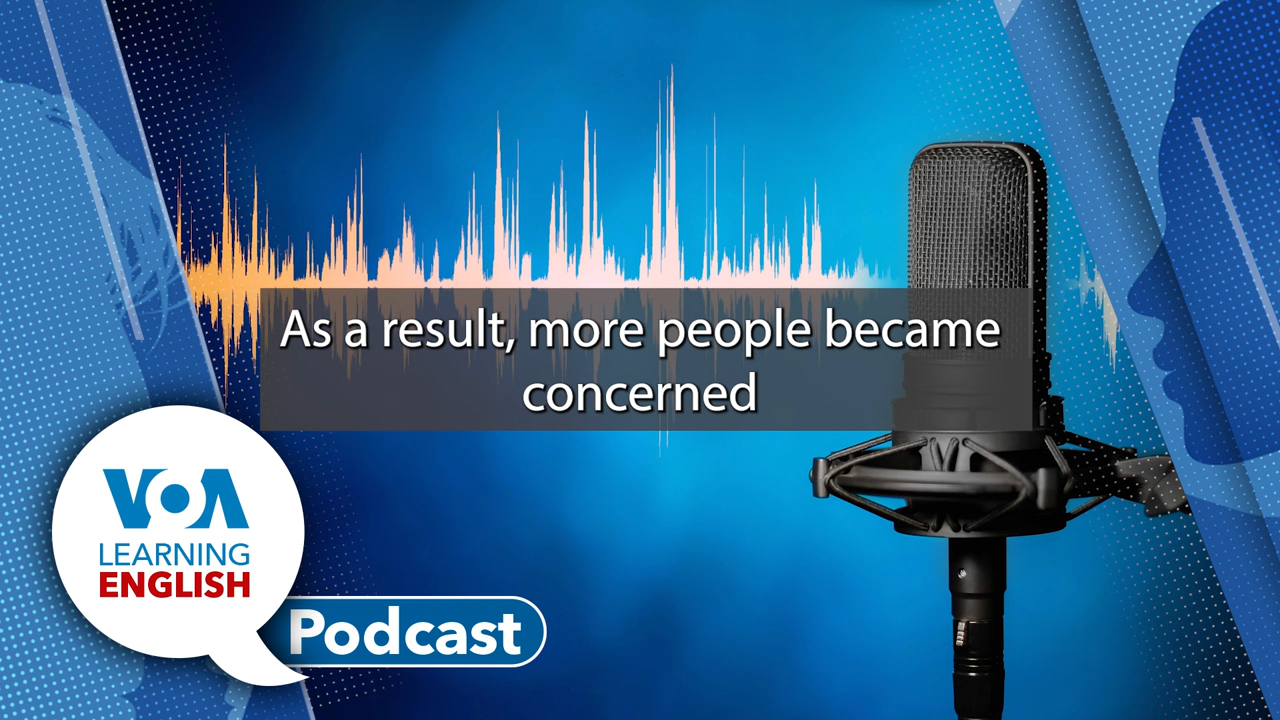 As a result, more people became
concerned
VOA
LEARNING
ENGLISH
Podcast